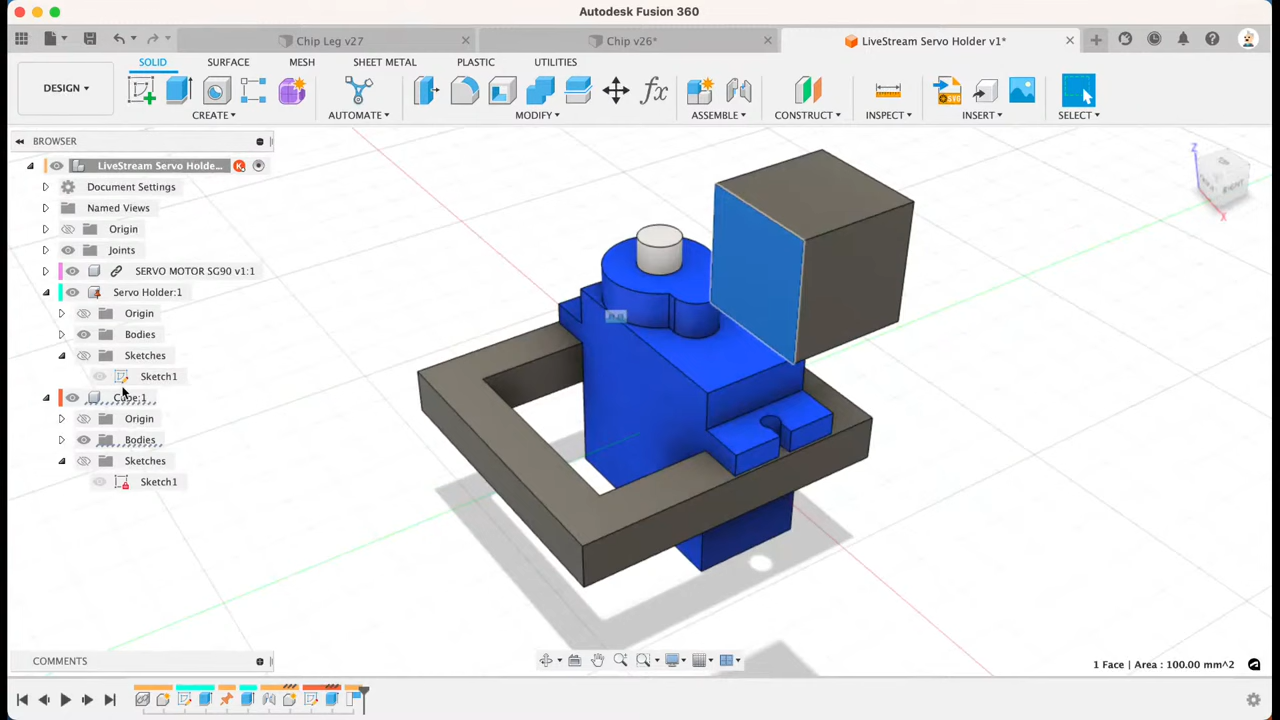 Autodesk Fusion 360
Chip Leg v27
Chip v26*
LiveStream Servo Holder v1*
DESIGN
SOLID
SURFACE
MESH
SHEET METAL
PLASTIC
UTILITIES
CREATE
AUTOMATE
MODIFY
ASSEMBLE
CONSTRUCT
INSPECT
INSERT
SELECT
BROWSER
LiveStream Servo Holde...
Document Settings
Named Views
Origin
Joints
SERVO MOTOR SG90 v1:1
Servo Holder:1
Origin
Bodies
Sketches
Sketch1
Cube:1
Origin
Bodies
Sketches
Sketch1
Z
X
COMMENTS
1 Face | Area : 100.00 mm^2